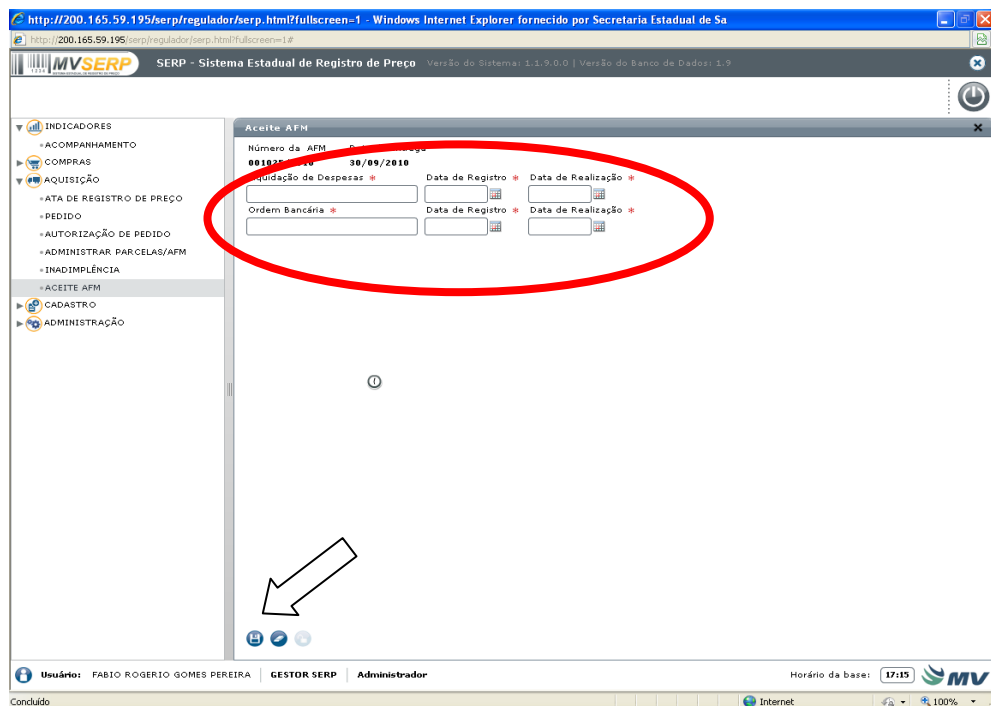 http://200.165.59.195/serp/regulador/serp.html?fullscreen=1 - Windows Internet Explorer fornecido por Secretaria Estadual de Sa
http://200.165.59.195/serp/regulador/serp.html?fullscreen=1#
1234 MVSERP SERP - Sistema Estadual de Registro de Preço Versão do Sistema: 1.1.9.0.0 | Versão do Banco de Dados: 1.9
INDICADORES
ACOMPANHAMENTO
COMPRAS
AQUISIÇÃO
ATA DE REGISTRO DE PREÇO
PEDIDO
AUTORIZAÇÃO DE PEDIDO
ADMINISTRAR PARCELAS/AFM
INADIMPLÊNCIA
ACEITE AFM
CADASTRO
ADMINISTRAÇÃO
Aceite AFM
Número da AFM
30/09/2010
Liquidação de Despesas * Data de Registro * Data de Realização *
Ordem Bancária * Data de Registro * Data de Realização *
Usuário: FABIO ROGERIO GOMES PEREIRA GESTOR SERP Administrador Horário da base: 17:15 MV
Concluído Internet 100%